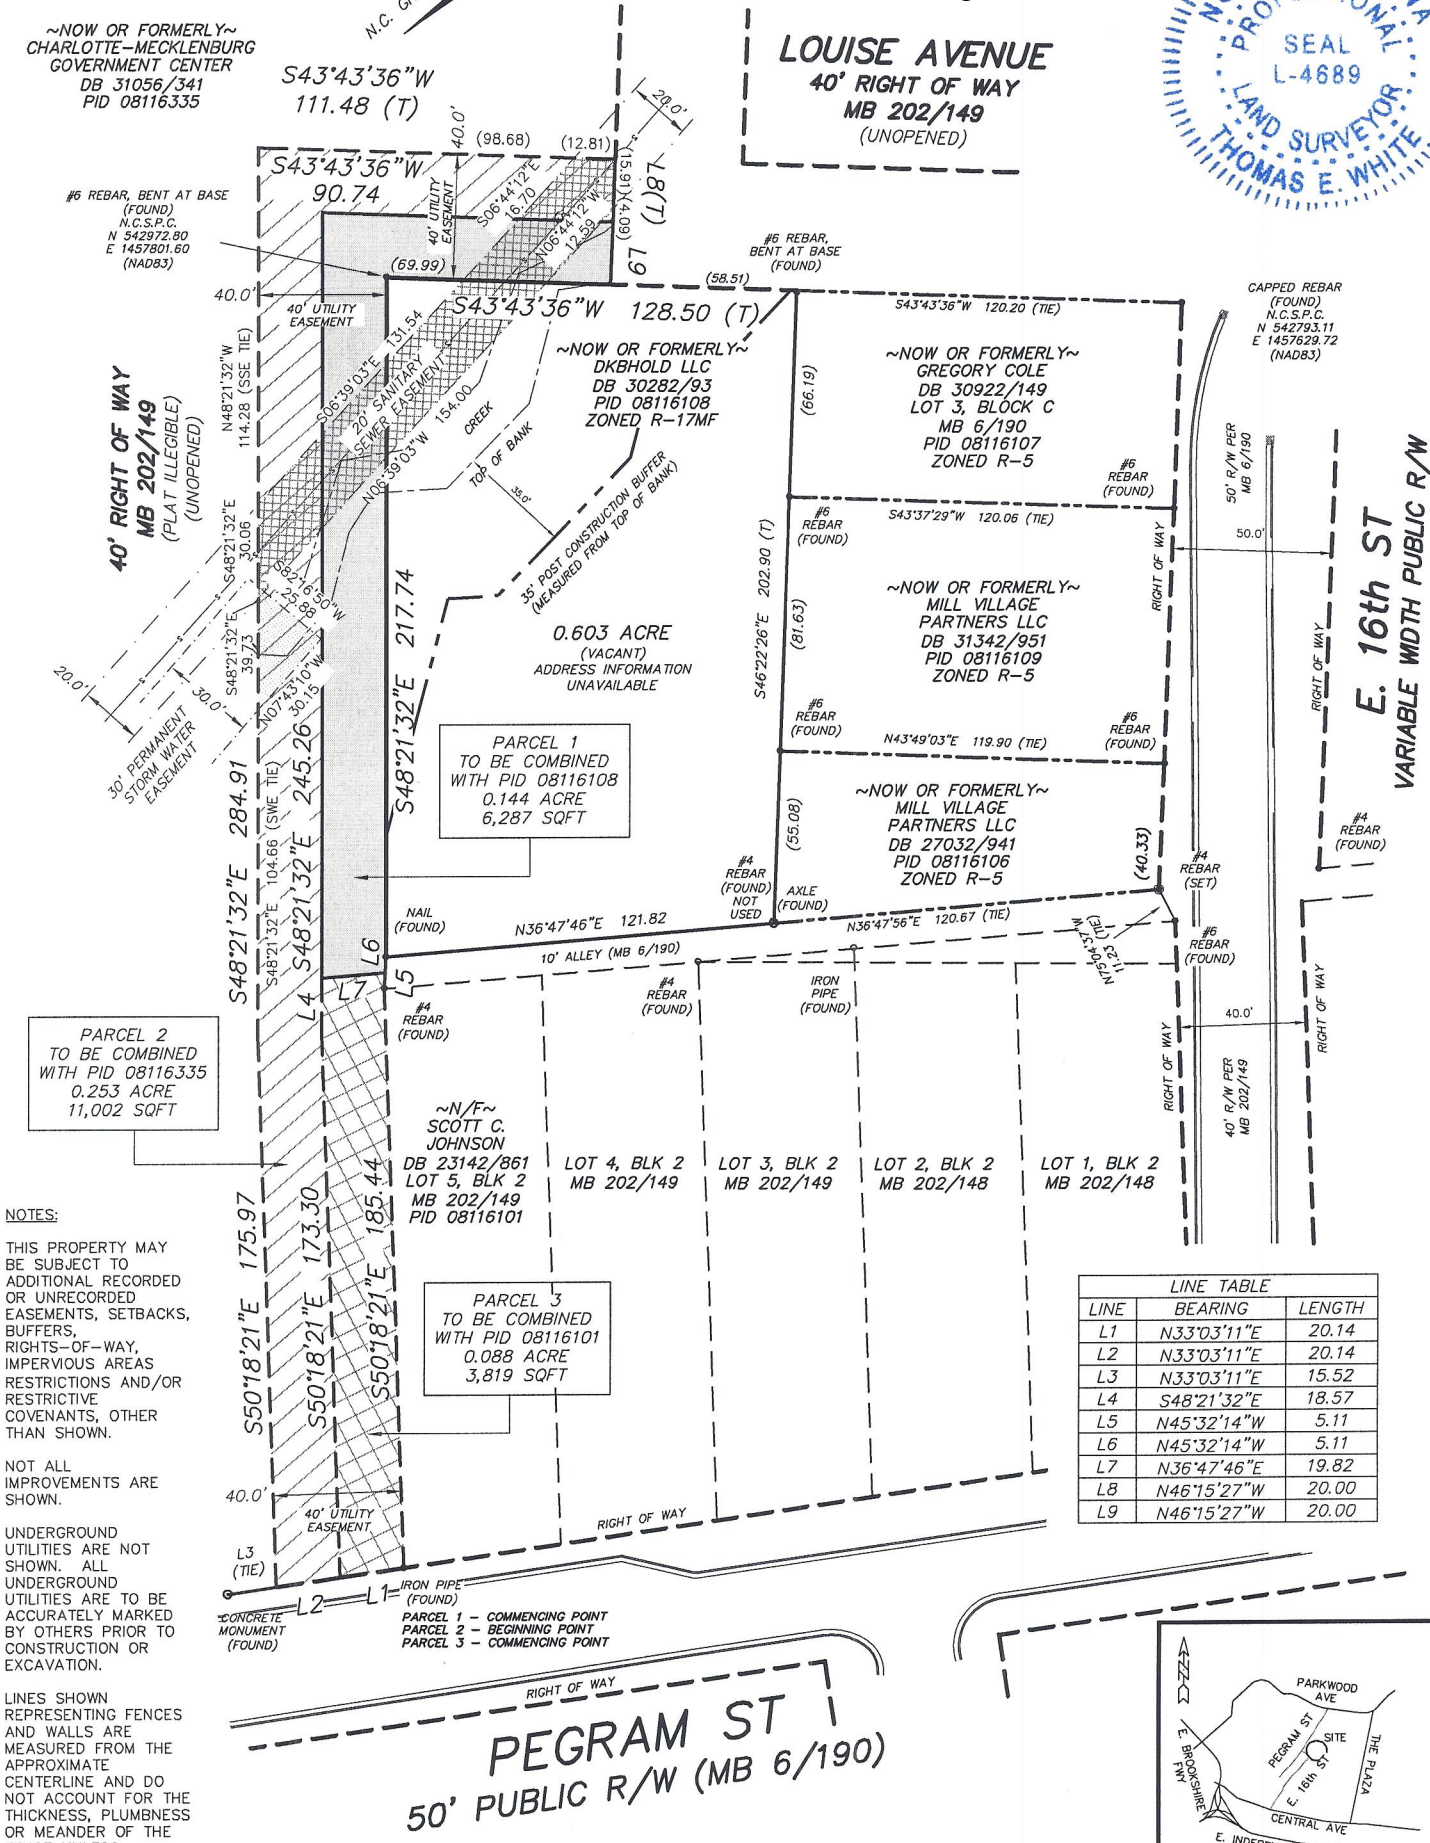 ~NOW OR FORMERLY~
CHARLOTTE-MECKLENBURG
GOVERNMENT CENTER
DB 31056/341
PID 08116335
S43°43'36"W
111.48 (T)
N.C.
LOUISE AVENUE
40' RIGHT OF WAY
MB 202/149
(UNOPENED)
PROFESSIONAL
SEAL
L-4689
LAND SURVEYOR
THOMAS E. WHITE
20.0'
40.0'
(98.68)
(12.81)
S43°43'36"W
90.74
40' UTILITY
EASEMENT
S06°44'12"E
16.70
N06°44'12"W
12.59
(15.91)
(4.09)
L8(T)
L9
#6 REBAR, BENT AT BASE
(FOUND)
N.C.S.P.C.
N 542972.80
E 1457801.60
(NAD83)
(69.99)
S43°43'36"W 128.50 (T)
(58.51)
#6 REBAR,
BENT AT BASE
(FOUND)
40.0'
40' UTILITY
EASEMENT
S43°43'36"W 120.20 (TIE)
CAPPED REBAR
(FOUND)
N.C.S.P.C.
N 542793.11
E 1457629.72
(NAD83)
40' RIGHT OF WAY
MB 202/149
(PLAT ILLEGIBLE)
(UNOPENED)
N48°21'32"W
114.28 (SSE TIE)
S06°39'03"E 131.54
20' SANITARY
SEWER EASEMENT
N06°39'03"W 154.00
CREEK
TOP OF BANK
35.0'
35' POST CONSTRUCTION BUFFER
(MEASURED FROM TOP OF BANK)
~NOW OR FORMERLY~
DKBHOLD LLC
DB 30282/93
PID 08116108
ZONED R-17MF
(66.19)
~NOW OR FORMERLY~
GREGORY COLE
DB 30922/149
LOT 3, BLOCK C
MB 6/190
PID 08116107
ZONED R-5
#6
REBAR
(FOUND)
50' R/W PER
MB 6/190
E. 16th ST
VARIABLE WIDTH PUBLIC R/W
#6
REBAR
(FOUND)
S43°37'29"W 120.06 (TIE)
RIGHT OF WAY
50.0'
S48°21'32"E
30.06
S82°16'50"W
25.88
S48°21'32"E
39.73
N07°43'10"W
30.15
20.0'
30.0'
30' PERMANENT
STORM WATER
EASEMENT
S48°21'32"E 217.74
0.603 ACRE
(VACANT)
ADDRESS INFORMATION
UNAVAILABLE
S46°22'26"E 202.90 (T)
(81.63)
~NOW OR FORMERLY~
MILL VILLAGE
PARTNERS LLC
DB 31342/951
PID 08116109
ZONED R-5
RIGHT OF WAY
#6
REBAR
(FOUND)
#6
REBAR
(FOUND)
N43°49'03"E 119.90 (TIE)
PARCEL 1
TO BE COMBINED
WITH PID 08116108
0.144 ACRE
6,287 SQFT
S48°21'32"E 284.91
S48°21'32"E 104.66 (SWE TIE)
S48°21'32"E 245.26
(55.08)
~NOW OR FORMERLY~
MILL VILLAGE
PARTNERS LLC
DB 27032/941
PID 08116106
ZONED R-5
(40.33)
#4
REBAR
(SET)
#4
REBAR
(FOUND)
#4
REBAR
(FOUND)
NOT
USED
AXLE
(FOUND)
NAIL
(FOUND)
N36°47'46"E 121.82
N36°47'56"E 120.67 (TIE)
N75°04'37"W
11.23 (TIE)
#6
REBAR
(FOUND)
RIGHT OF WAY
L6
L5
L7
L4
10' ALLEY (MB 6/190)
#4
REBAR
(FOUND)
#4
REBAR
(FOUND)
IRON
PIPE
(FOUND)
40.0'
RIGHT OF WAY
40' R/W PER
MB 202/149
PARCEL 2
TO BE COMBINED
WITH PID 08116335
0.253 ACRE
11,002 SQFT
~N/F~
SCOTT C.
JOHNSON
DB 23142/861
LOT 5, BLK 2
MB 202/149
PID 08116101
LOT 4, BLK 2
MB 202/149
LOT 3, BLK 2
MB 202/149
LOT 2, BLK 2
MB 202/148
LOT 1, BLK 2
MB 202/148
S50°18'21"E 175.97
S50°18'21"E 173.30
S50°18'21"E 185.44
PARCEL 3
TO BE COMBINED
WITH PID 08116101
0.088 ACRE
3,819 SQFT
NOTES:
THIS PROPERTY MAY
BE SUBJECT TO
ADDITIONAL RECORDED
OR UNRECORDED
EASEMENTS, SETBACKS,
BUFFERS,
RIGHTS-OF-WAY,
IMPERVIOUS AREAS
RESTRICTIONS AND/OR
RESTRICTIVE
COVENANTS, OTHER
THAN SHOWN.
NOT ALL
IMPROVEMENTS ARE
SHOWN.
UNDERGROUND
UTILITIES ARE NOT
SHOWN. ALL
UNDERGROUND
UTILITIES ARE TO BE
ACCURATELY MARKED
BY OTHERS PRIOR TO
CONSTRUCTION OR
EXCAVATION.
LINES SHOWN
REPRESENTING FENCES
AND WALLS ARE
MEASURED FROM THE
APPROXIMATE
CENTERLINE AND DO
NOT ACCOUNT FOR THE
THICKNESS, PLUMBNESS
OR MEANDER OF THE
LINE TABLE
LINE BEARING LENGTH
L1 N33°03'11"E 20.14
L2 N33°03'11"E 20.14
L3 N33°03'11"E 15.52
L4 S48°21'32"E 18.57
L5 N45°32'14"W 5.11
L6 N45°32'14"W 5.11
L7 N36°47'46"E 19.82
L8 N46°15'27"W 20.00
L9 N46°15'27"W 20.00
40.0'
40' UTILITY
EASEMENT
RIGHT OF WAY
L3
(TIE)
L2
L1
CONCRETE
MONUMENT
(FOUND)
IRON PIPE
(FOUND)
PARCEL 1 - COMMENCING POINT
PARCEL 2 - BEGINNING POINT
PARCEL 3 - COMMENCING POINT
RIGHT OF WAY
PEGRAM ST
50' PUBLIC R/W (MB 6/190)
PARKWOOD
AVE
PEGRAM ST
SITE
THE PLAZA
E. 16th ST
E. BROOKSHIRE
FWY
CENTRAL AVE